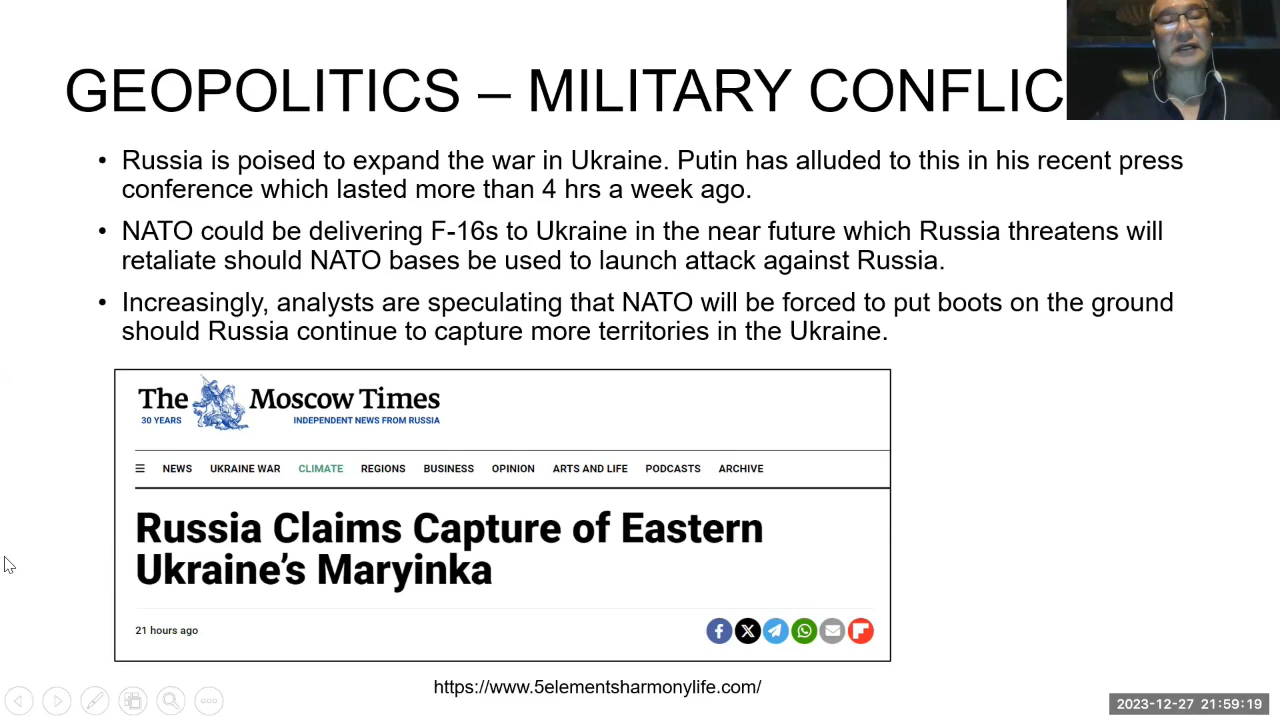 GEOPOLITICS – MILITARY CONFLIC
• Russia is poised to expand the war in Ukraine. Putin has alluded to this in his recent press
conference which lasted more than 4 hrs a week ago.
• NATO could be delivering F-16s to Ukraine in the near future which Russia threatens will
retaliate should NATO bases be used to launch attack against Russia.
• Increasingly, analysts are speculating that NATO will be forced to put boots on the ground
should Russia continue to capture more territories in the Ukraine.
The Moscow Times
30 YEARS INDEPENDENT NEWS FROM RUSSIA
NEWS UKRAINE WAR CLIMATE REGIONS BUSINESS OPINION ARTS AND LIFE PODCASTS ARCHIVE
Russia Claims Capture of Eastern
Ukraine’s Maryinka
21 hours ago
https://www.5elementsharmonylife.com/
2023-12-27 21:59:19